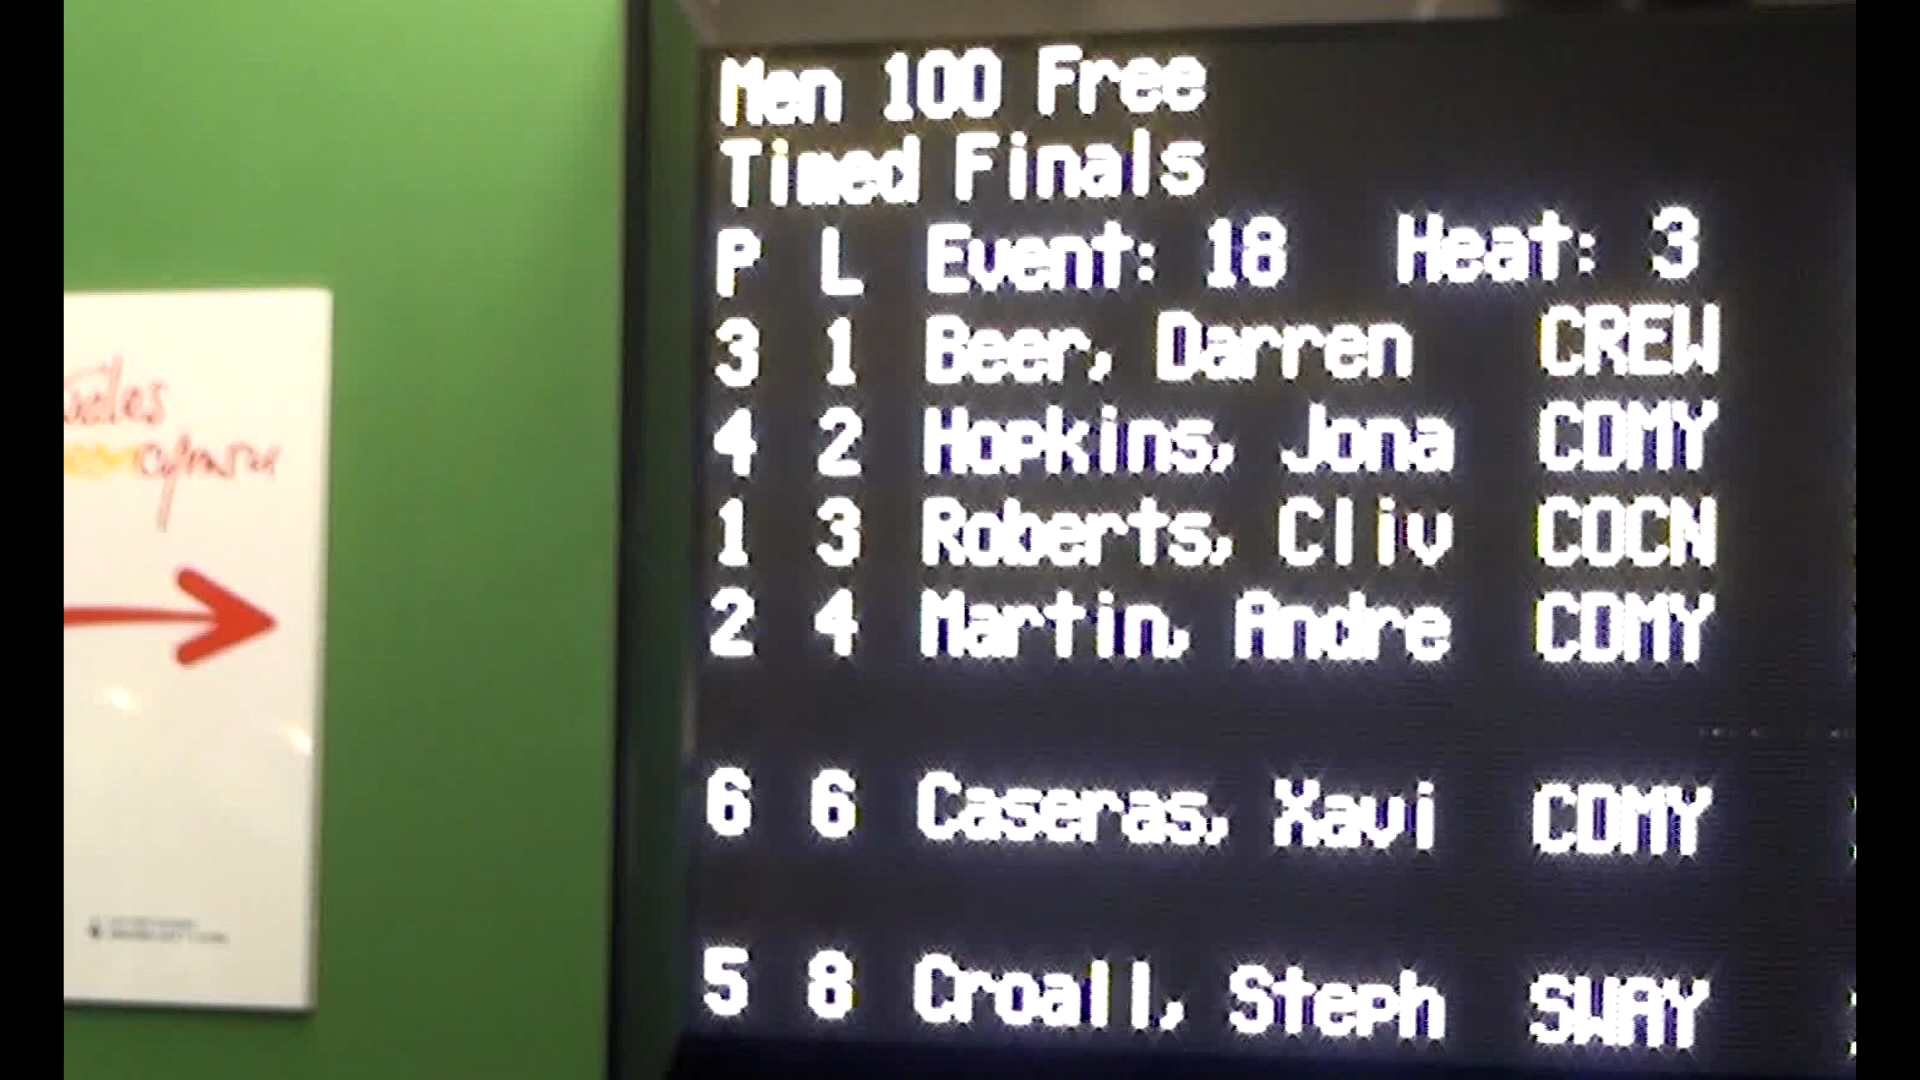 Men 100 Free
Timed Finals
P L Event: 18 Heat: 3
3 1 Beer, Darren CREW
4 2 Hopkins, Jona CDMY
1 3 Roberts, Cliv COCN
2 4 Martin, Andre CDMY
6 6 Caseras, Xavi CDMY
5 8 Croall, Steph SWAY